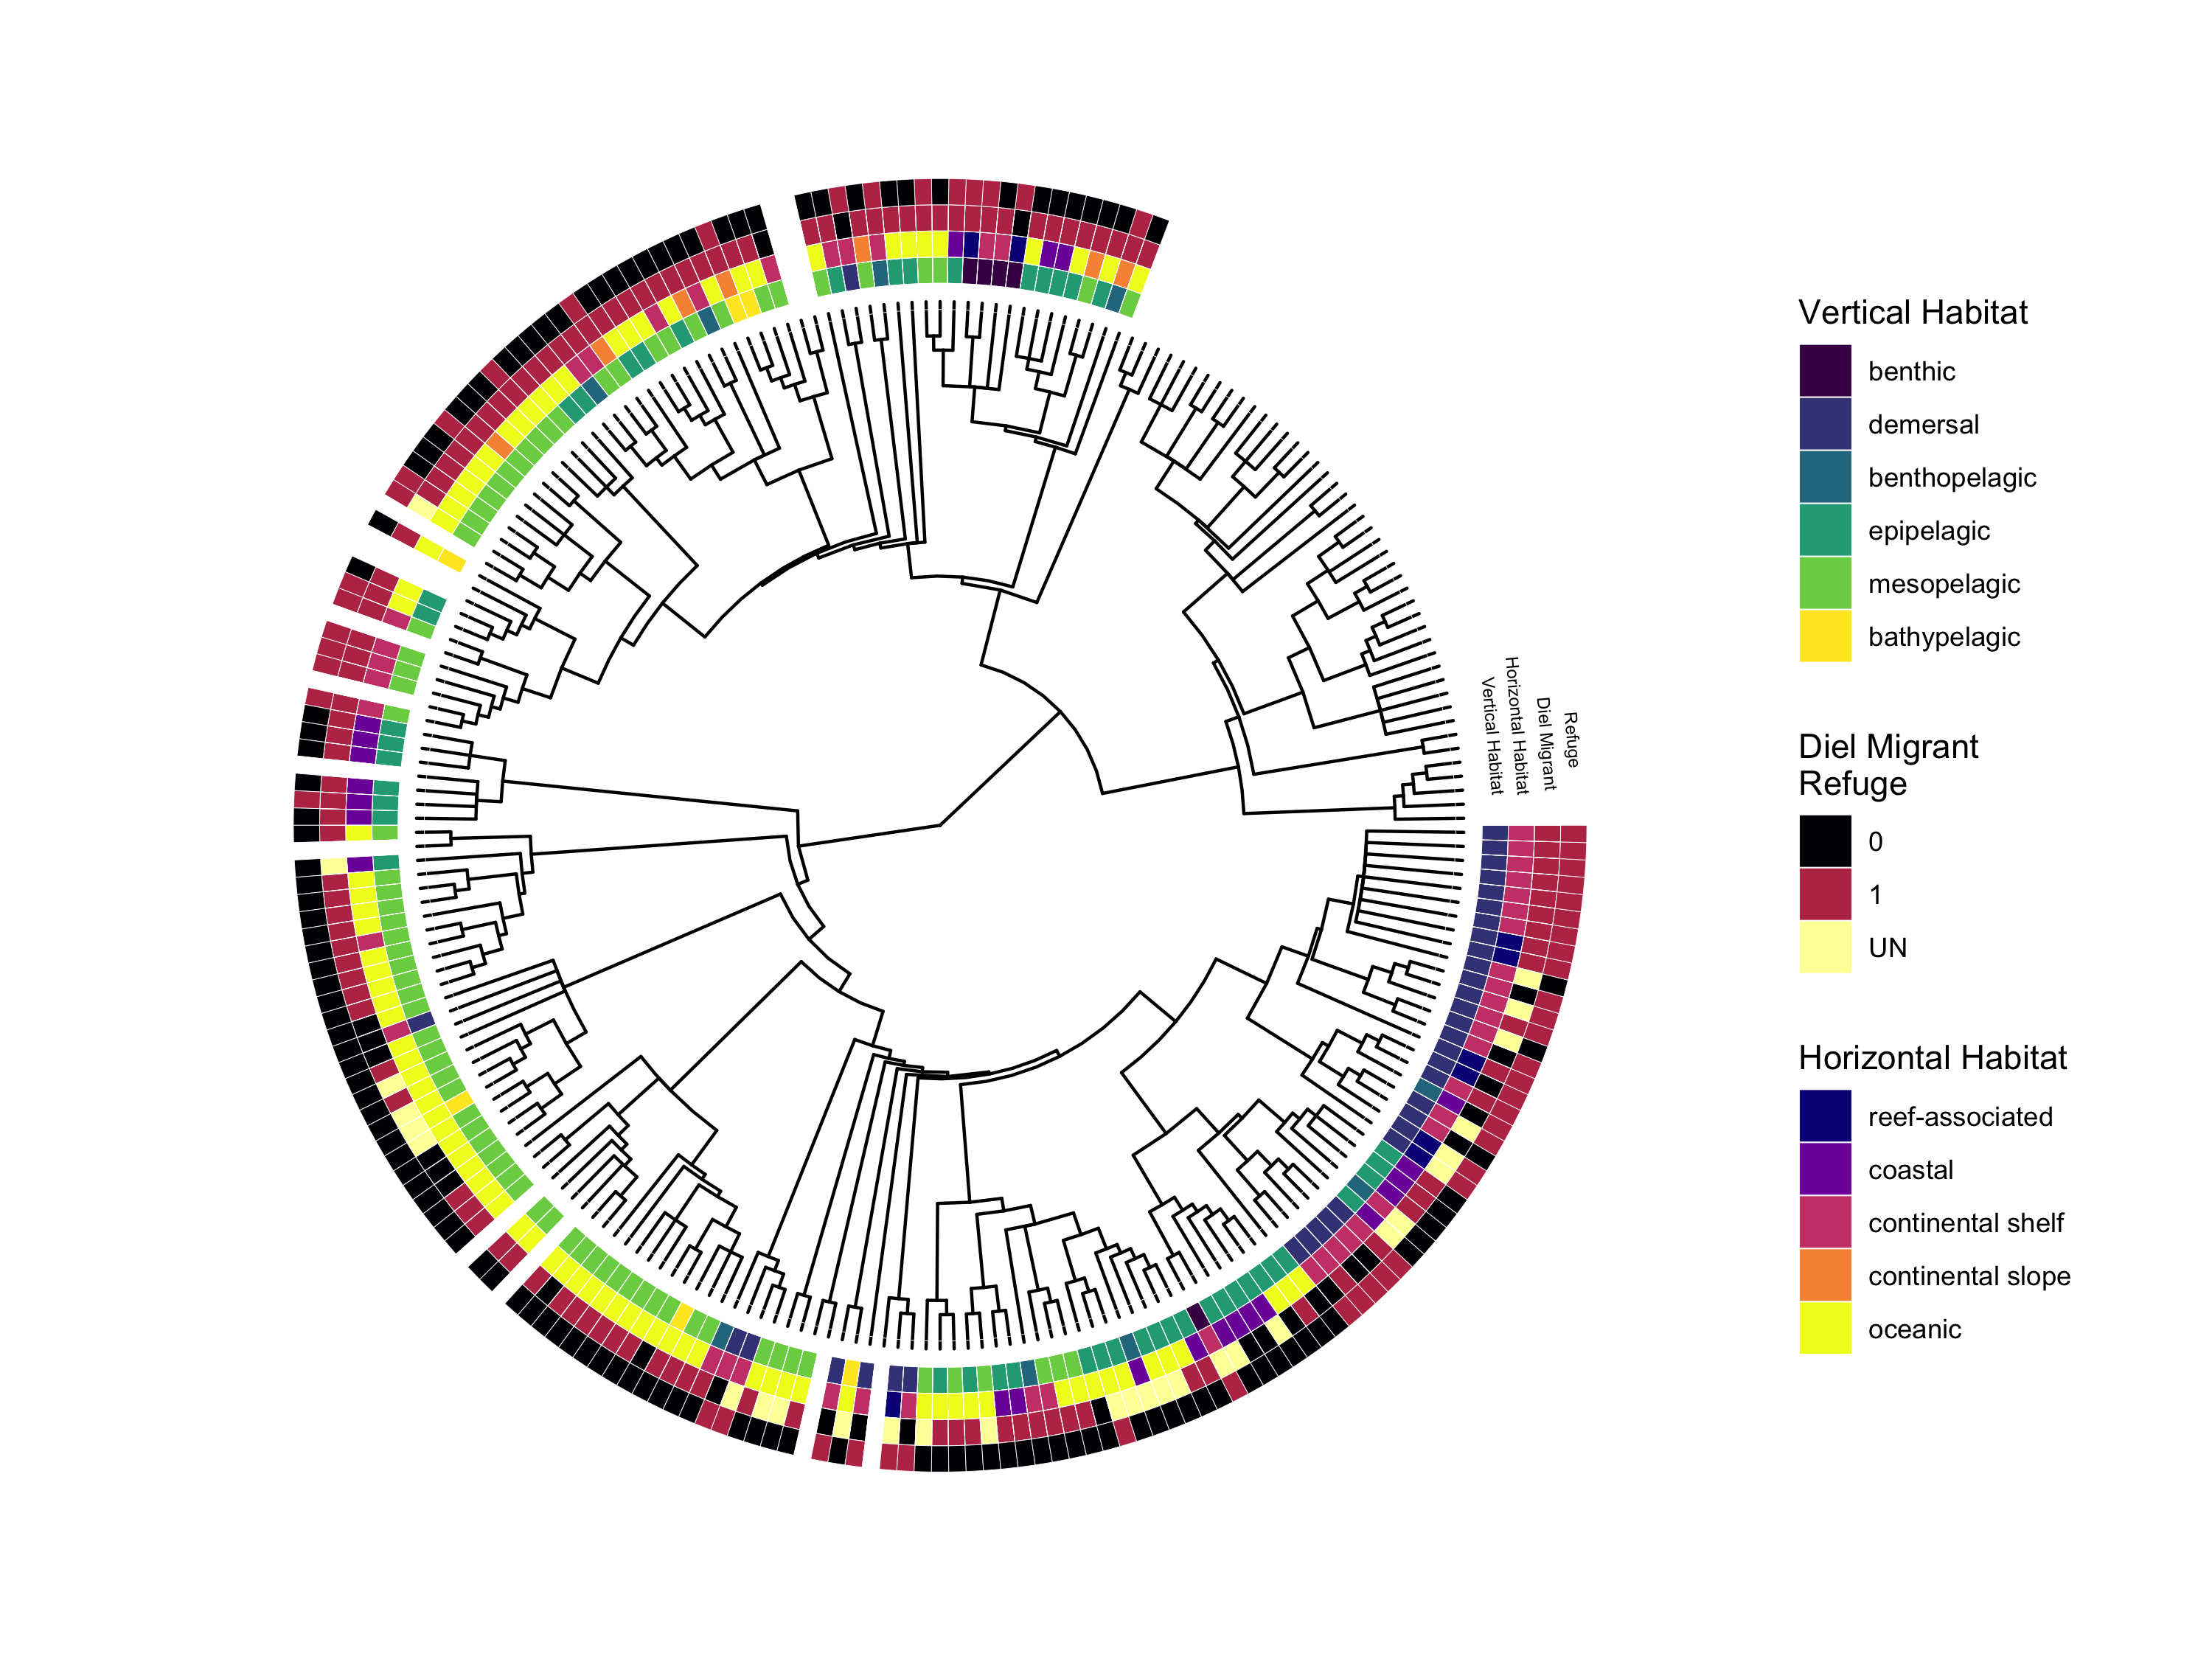 Vertical Habitat
Horizontal Habitat
Diel Migrant
Refuge
Vertical Habitat
benthic
demersal
benthopelagic
epipelagic
mesopelagic
bathypelagic
Diel Migrant
Refuge
0
1
UN
Horizontal Habitat
reef-associated
coastal
continental shelf
continental slope
oceanic